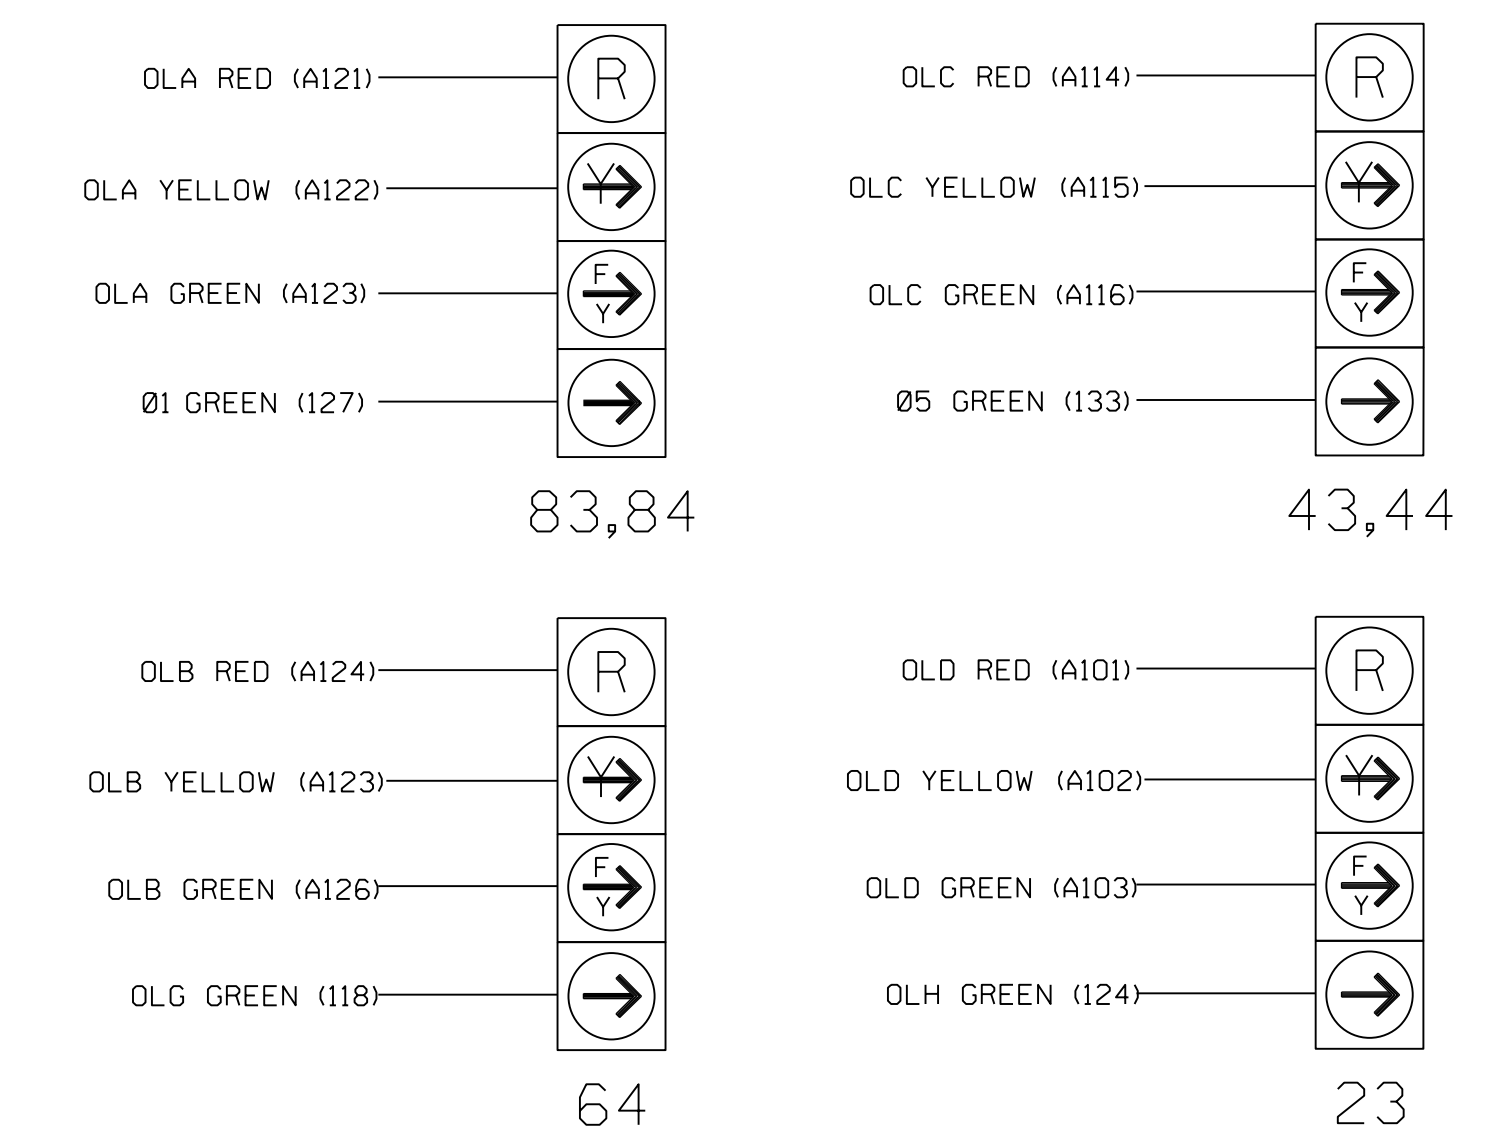 OLA RED (A121)
R
OLA YELLOW (A122)
Y
OLA GREEN (A123)
F
Y
Ø1 GREEN (127)
83,84
OLC RED (A114)
R
OLC YELLOW (A115)
Y
OLC GREEN (A116)
F
Y
Ø5 GREEN (133)
43,44
OLB RED (A124)
R
OLB YELLOW (A123)
Y
OLB GREEN (A126)
F
Y
OLG GREEN (118)
64
OLD RED (A101)
R
OLD YELLOW (A102)
Y
OLD GREEN (A103)
F
Y
OLH GREEN (124)
23